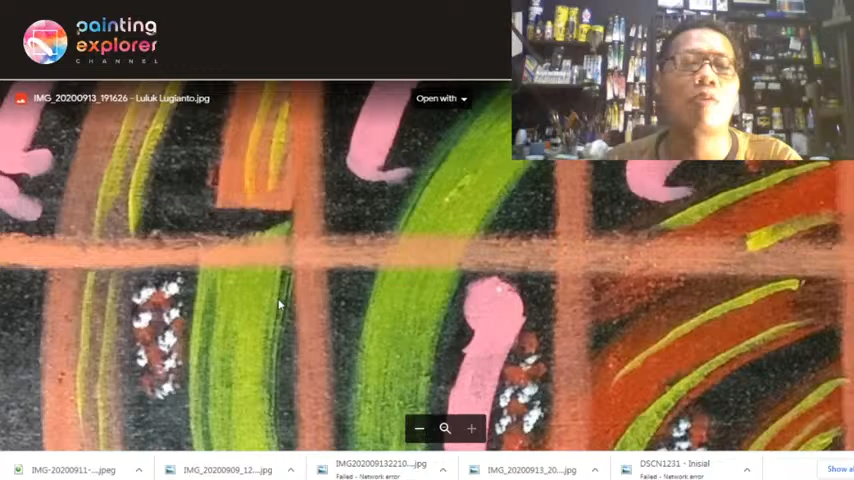 painting
explorer
CHANNEL
IMG_20200913_191626 - Luluk Lugianto.jpg
Open with
IMG-20200911-....jpeg
IMG_20200909_12....jpg
IMG202009132210....jpg
Failed - Network error
IMG_20200913_20....jpg
DSCN1231 - Inisial
Failed - Network error
Show al